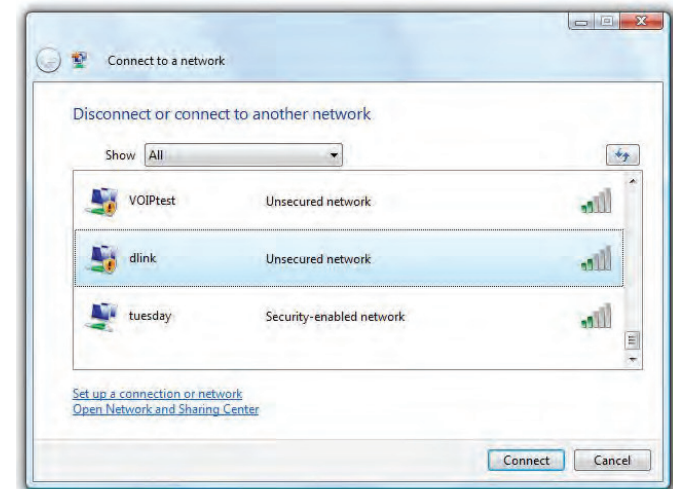 Connect to a network
Disconnect or connect to another network
Show All
VOIPtest Unsecured network
dlink Unsecured network
tuesday Security-enabled network
Set up a connection or network
Open Network and Sharing Center
Connect Cancel